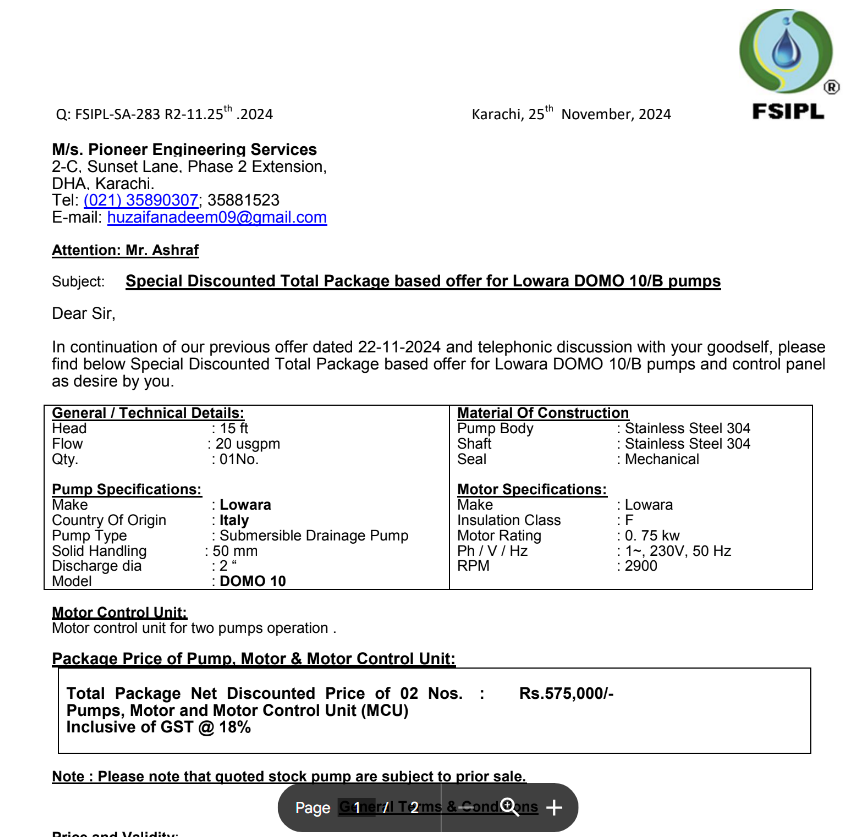 FSIPL
®
Q: FSIPL-SA-283 R2-11.25th .2024 Karachi, 25th November, 2024
M/s. Pioneer Engineering Services
2-C, Sunset Lane, Phase 2 Extension,
DHA, Karachi.
Tel: (021) 35890307; 35881523
E-mail: huzaifanadeem09@gmail.com
Attention: Mr. Ashraf
Subject: Special Discounted Total Package based offer for Lowara DOMO 10/B pumps
Dear Sir,
In continuation of our previous offer dated 22-11-2024 and telephonic discussion with your goodself, please
find below Special Discounted Total Package based offer for Lowara DOMO 10/B pumps and control panel
as desire by you.
General / Technical Details:
Head : 15 ft
Flow : 20 usgpm
Qty. : 01No.
Pump Specifications:
Make : Lowara
Country Of Origin : Italy
Pump Type : Submersible Drainage Pump
Solid Handling : 50 mm
Discharge dia : 2 “
Model : DOMO 10
Material Of Construction
Pump Body : Stainless Steel 304
Shaft : Stainless Steel 304
Seal : Mechanical
Motor Specifications:
Make : Lowara
Insulation Class : F
Motor Rating : 0. 75 kw
Ph / V / Hz : 1~, 230V, 50 Hz
RPM : 2900
Motor Control Unit:
Motor control unit for two pumps operation .
Package Price of Pump, Motor & Motor Control Unit:
Total Package Net Discounted Price of 02 Nos. : Rs.575,000/-
Pumps, Motor and Motor Control Unit (MCU)
Inclusive of GST @ 18%
Note : Please note that quoted stock pump are subject to prior sale.
General Terms & Conditions
Page 1 / 2
Price and Validity: